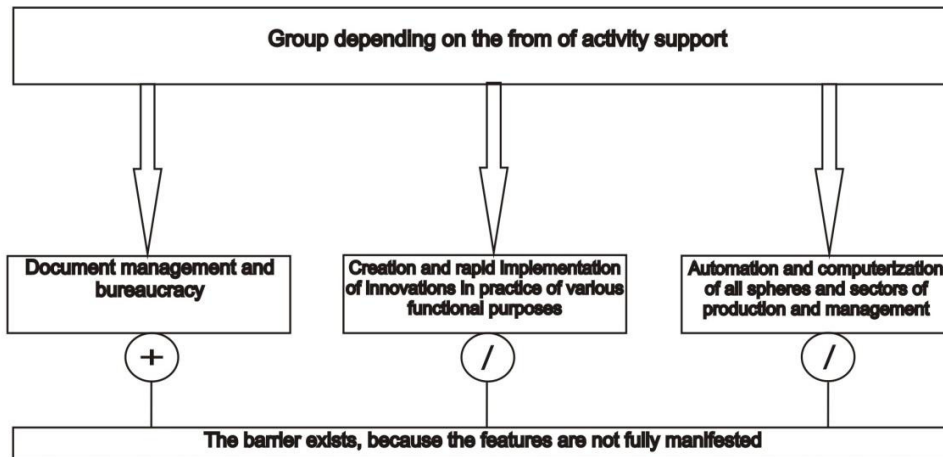 Group depending on the from of activity support
Document management and
bureaucracy
Creation and rapid implementation
of innovations in practice of various
functional purposes
Automation and computerization
of all spheres and sectors of
production and management
+
/
/
The barrier exists, because the features are not fully manifested